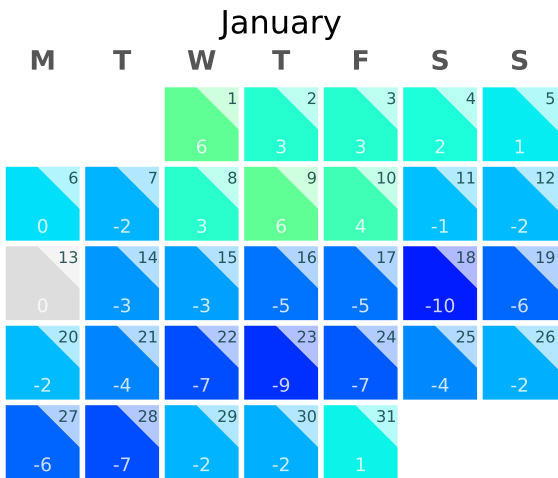 January
M T W T F S S
1 2 3 4 5
6 3 3 2 1
6 7 8 9 10 11 12
0 -2 3 6 4 -1 -2
13 14 15 16 17 18 19
0 -3 -3 -5 -5 -10 -6
20 21 22 23 24 25 26
-2 -4 -7 -9 -7 -4 -2
27 28 29 30 31
-6 -7 -2 -2 1